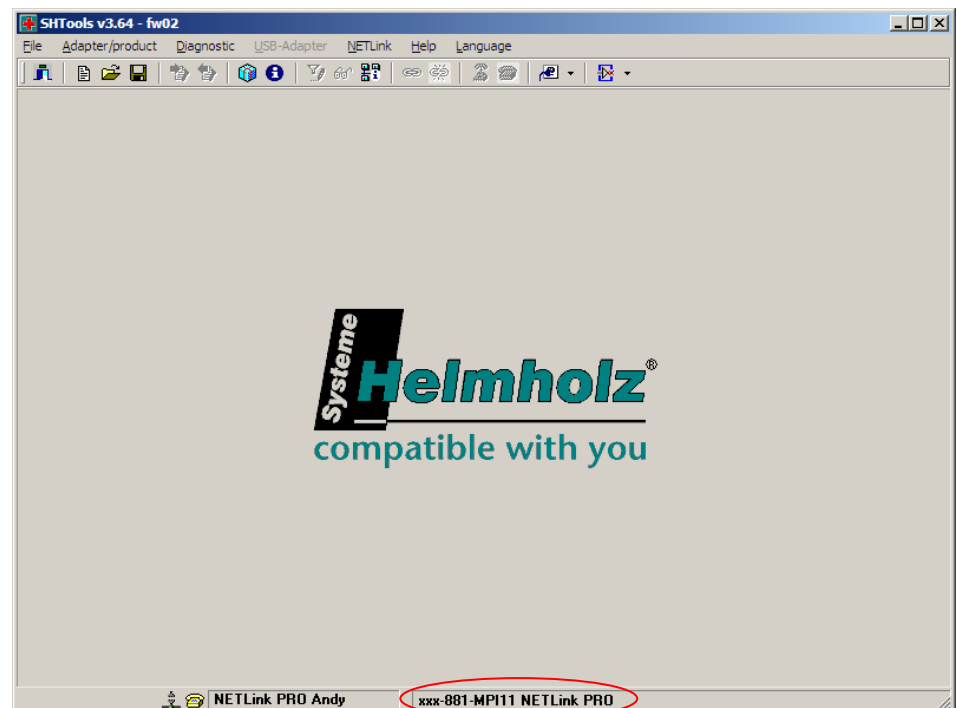 SHTools v3.64 - fw02
File Adapter/product Diagnostic USB-Adapter NETLink Help Language
Systeme
Helmholz®
compatible with you
NETLink PRO Andy xxx-881-MPI11 NETLink PRO